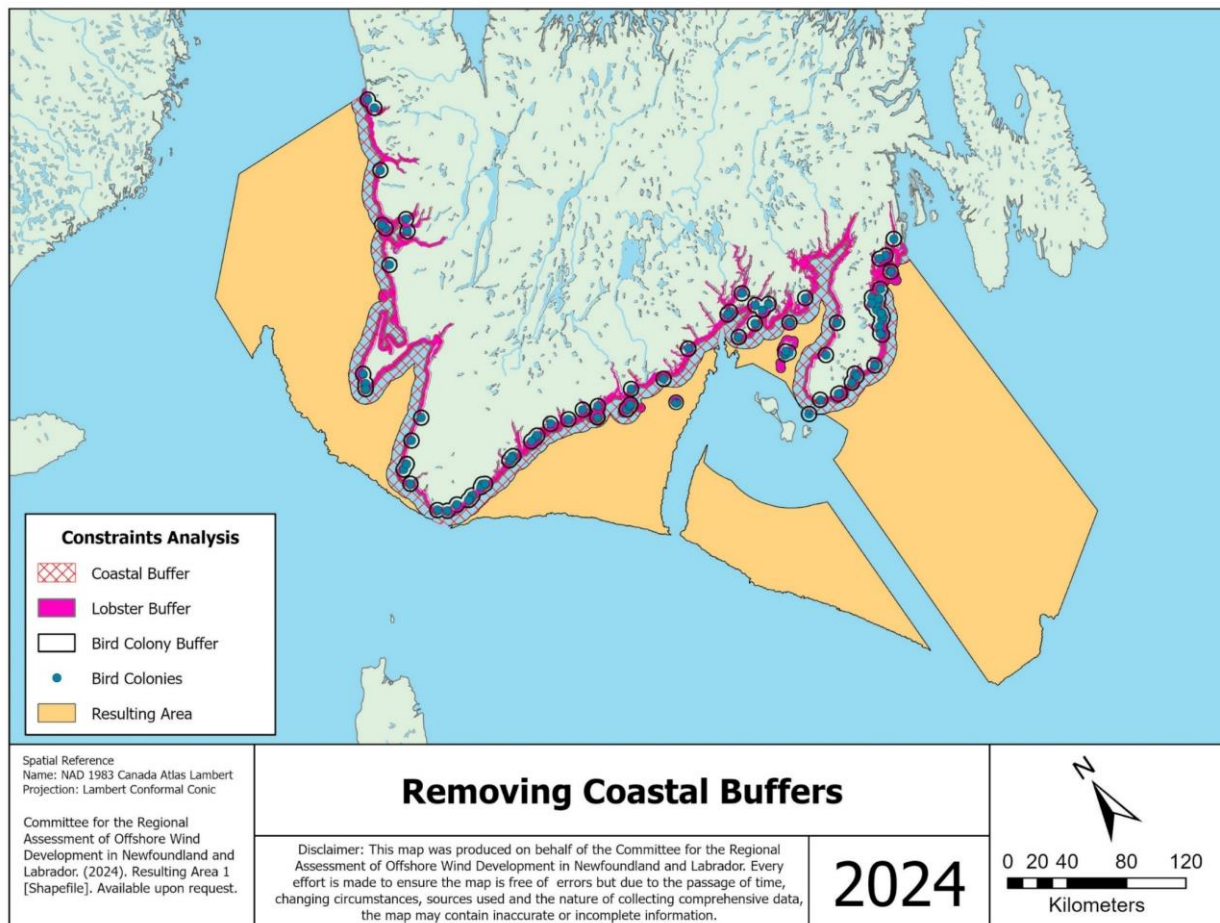 Constraints Analysis
Coastal Buffer
Lobster Buffer
Bird Colony Buffer
Bird Colonies
Resulting Area
Spatial Reference
Name: NAD 1983 Canada Atlas Lambert
Projection: Lambert Conformal Conic
Committee for the Regional
Assessment of Offshore Wind
Development in Newfoundland and
Labrador. (2024). Resulting Area 1
[Shapefile]. Available upon request.
Removing Coastal Buffers
Disclaimer: This map was produced on behalf of the Committee for the Regional
Assessment of Offshore Wind Development in Newfoundland and Labrador. Every
effort is made to ensure the map is free of errors but due to the passage of time,
changing circumstances, sources used and the nature of collecting comprehensive data,
the map may contain inaccurate or incomplete information.
2024
N
0 20 40 80 120
Kilometers